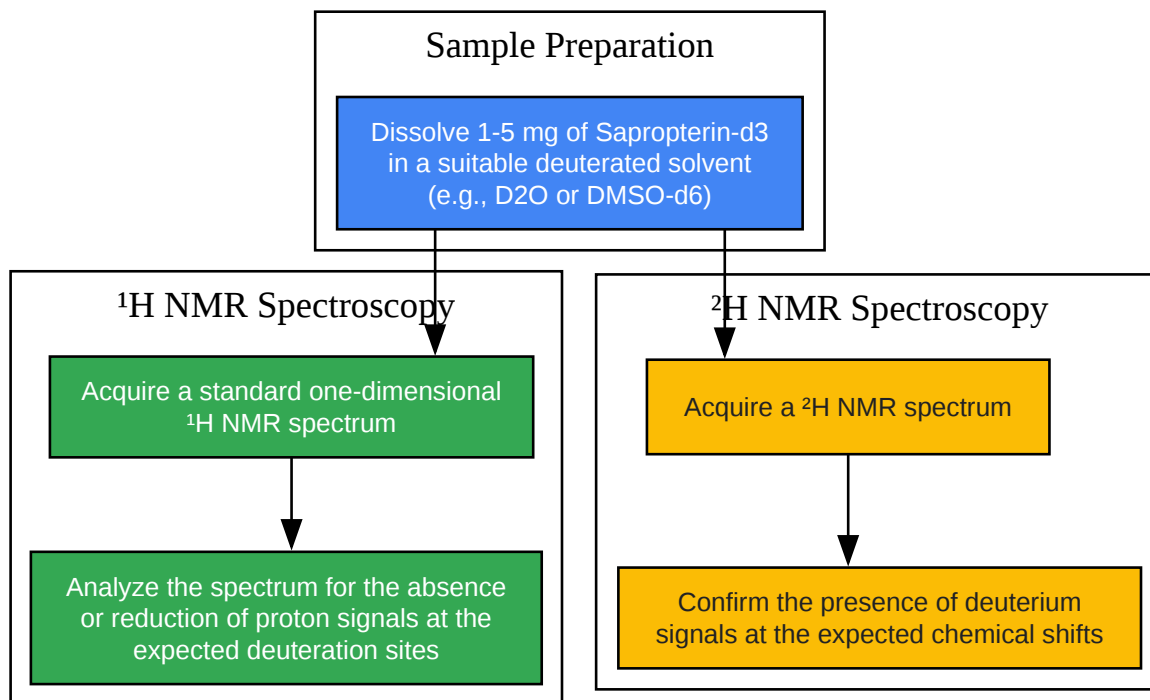 Sample Preparation
Dissolve 1-5 mg of Sapropterin-d3
in a suitable deuterated solvent
(e.g., D2O or DMSO-d6)
¹H NMR Spectroscopy
Acquire a standard one-dimensional
¹H NMR spectrum
Analyze the spectrum for the absence
or reduction of proton signals at the
expected deuteration sites
²H NMR Spectroscopy
Acquire a ²H NMR spectrum
Confirm the presence of deuterium
signals at the expected chemical shifts